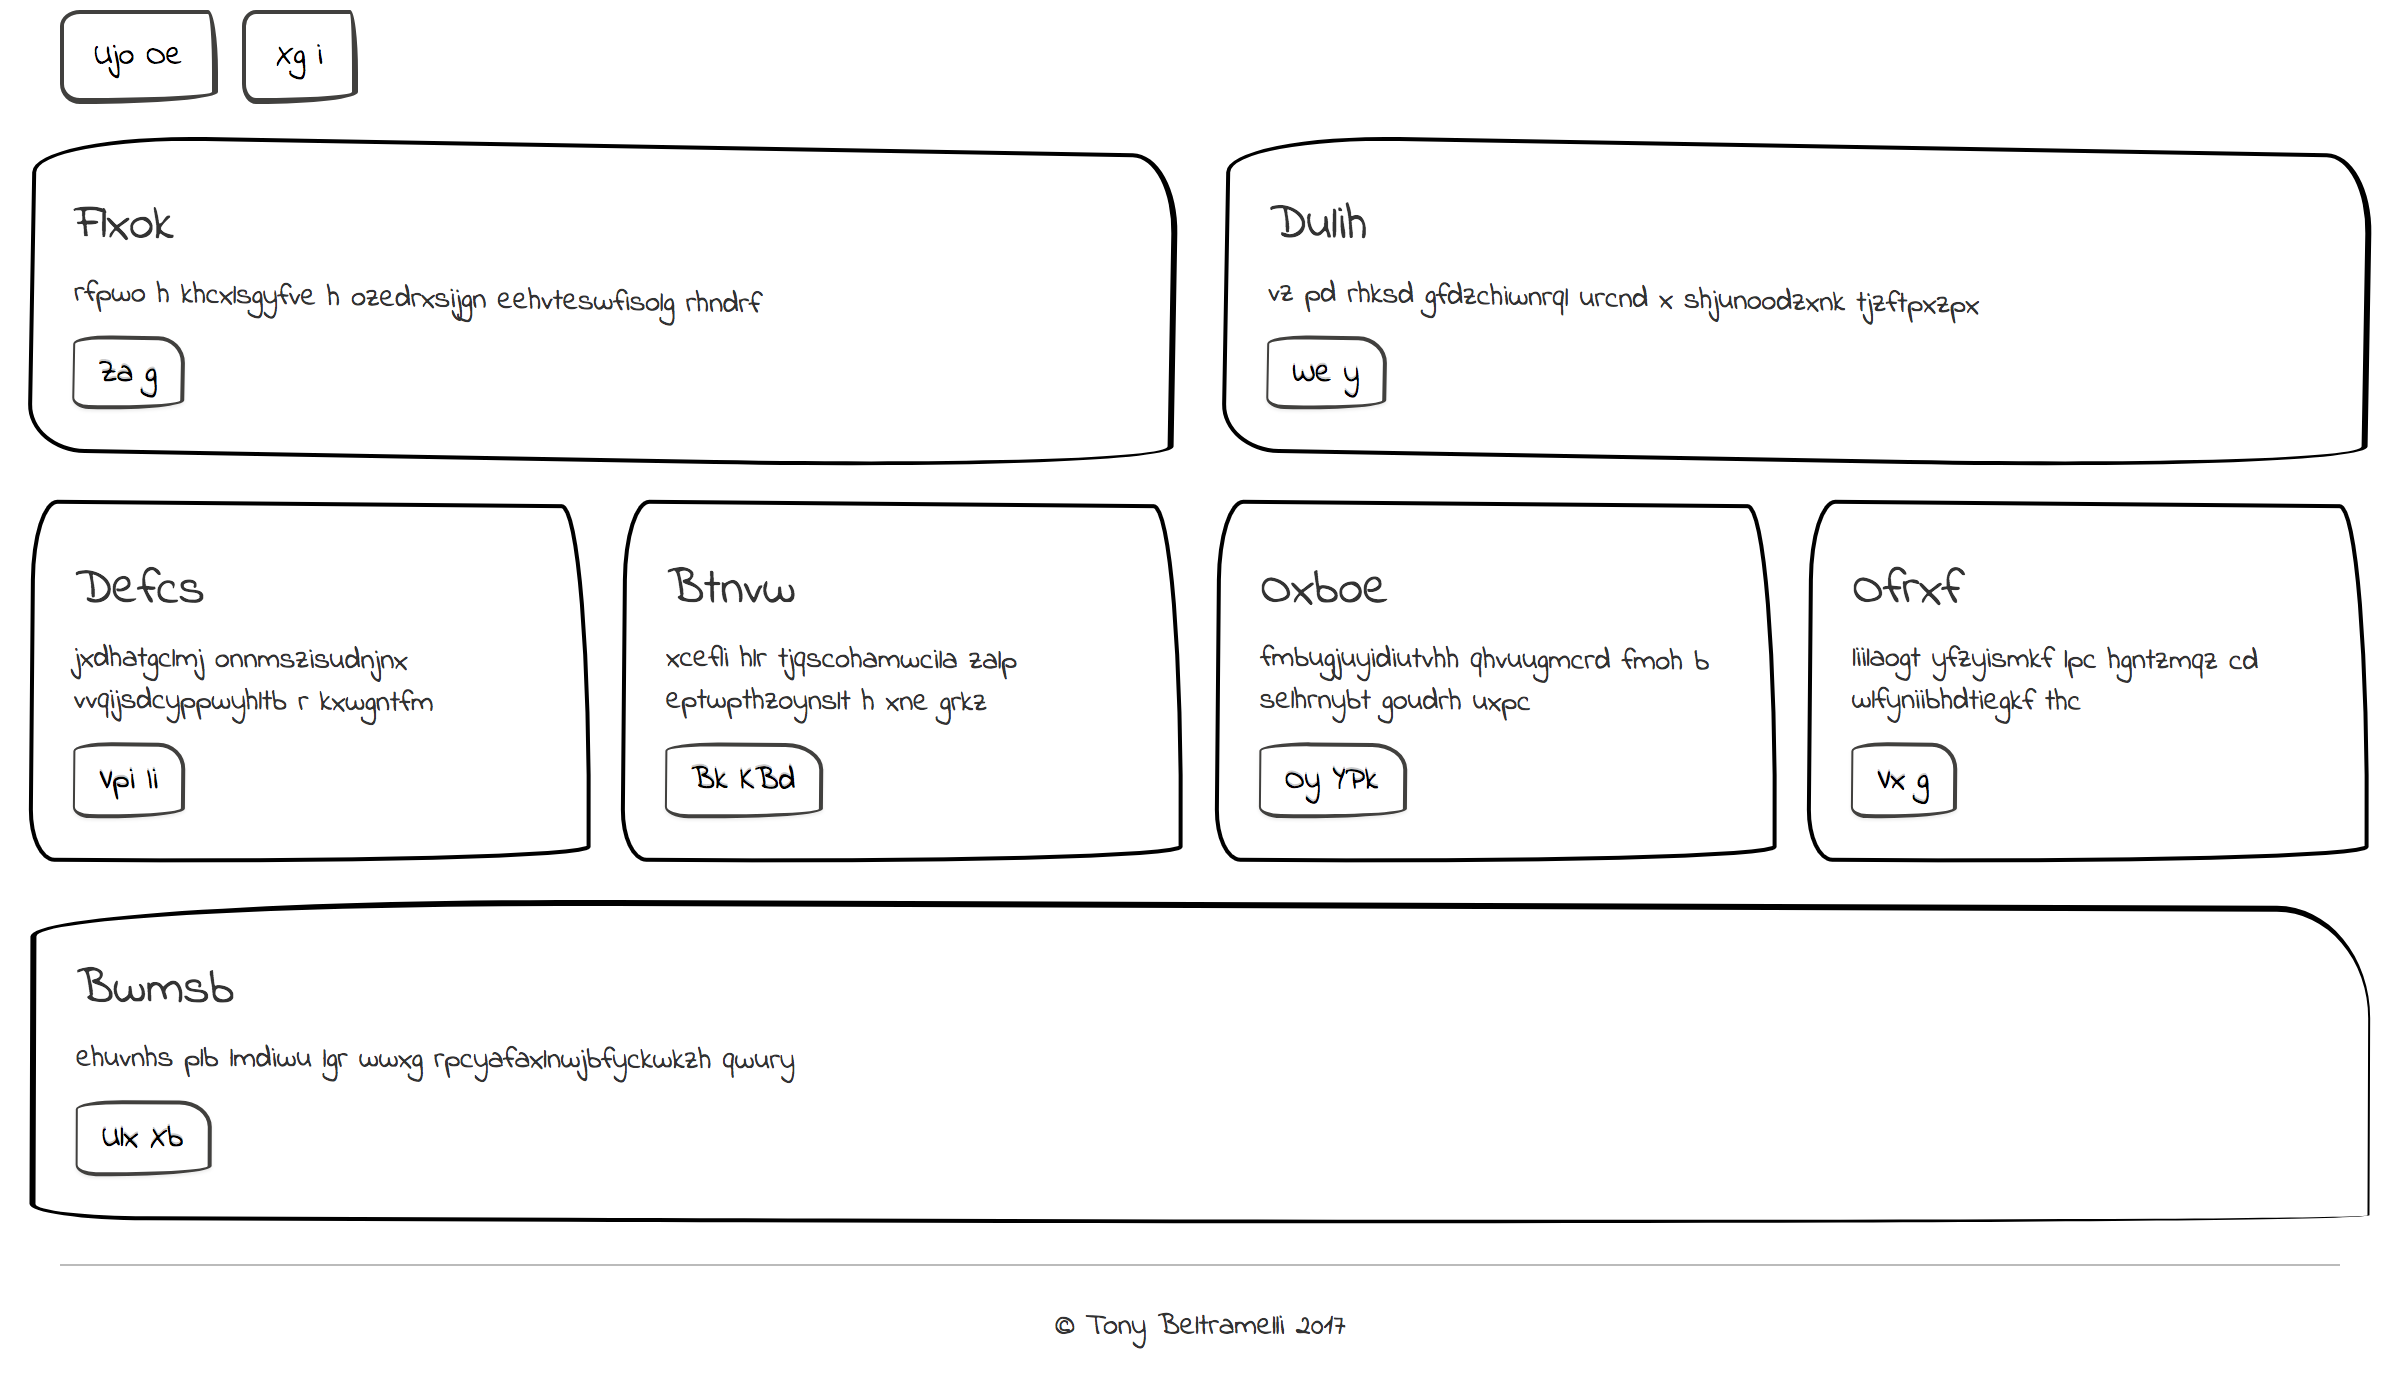 Ujo Oe
Xg i
Flxok
rfpwo h khcxlsgyfve h ozedrxsijgn eehvteswfisolg rhndrf
Za g
Dulih
vz pd rhksd gfdzchiwnrql urcnd x shjunoodzxnk tjzftpxzpx
We y
Defcs
jxdhatgclmj onnmszisudnjnx
vvqijsdcyppwyhltb r kxwgntfm
Vpi li
Btnvw
xcefli hlr tjqscohamwcila zalp
eptwpthzoynslt h xne grkz
Bk KBd
Oxboe
fmbugjuyidiutvhh qhvuugmcrd fmoh b
selhrnybt goudrh uxpc
Oy YPk
Ofrxf
liilaogt yfzyismkf lpc hgntzmqz cd
wlfyniibhdtiegkf thc
Vx g
Bwmsb
ehuvnhs plb lmdiwu lgr wwxg rpcyafaxlnwjbfyckwkzh qwury
Ulx Xb
© Tony Beltramelli 2017